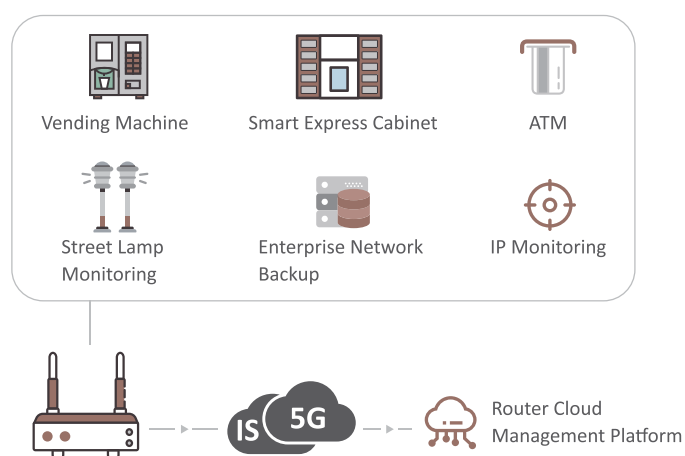 Vending Machine
Smart Express Cabinet
ATM
Street Lamp
Monitoring
Enterprise Network
Backup
IP Monitoring
IS
5G
Router Cloud
Management Platform